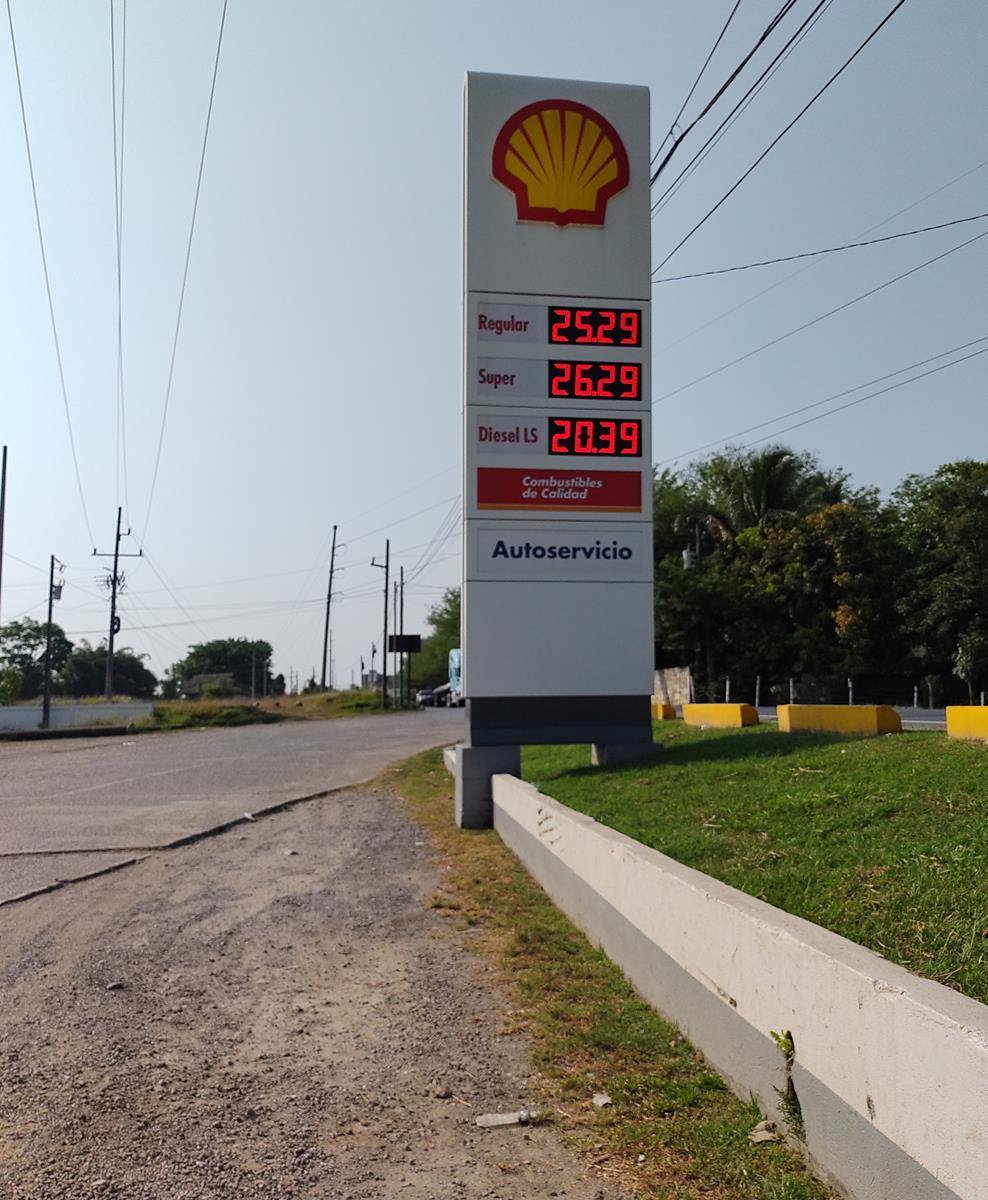 Regular 25.29
Super 26.29
Diesel LS 20.39
Combustibles
de Calidad
Autoservicio